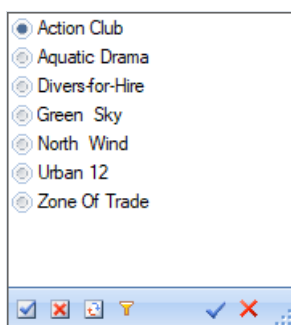 Action Club
Aquatic Drama
Divers-for-Hire
Green  Sky
North  Wind
Urban 12
Zone Of Trade